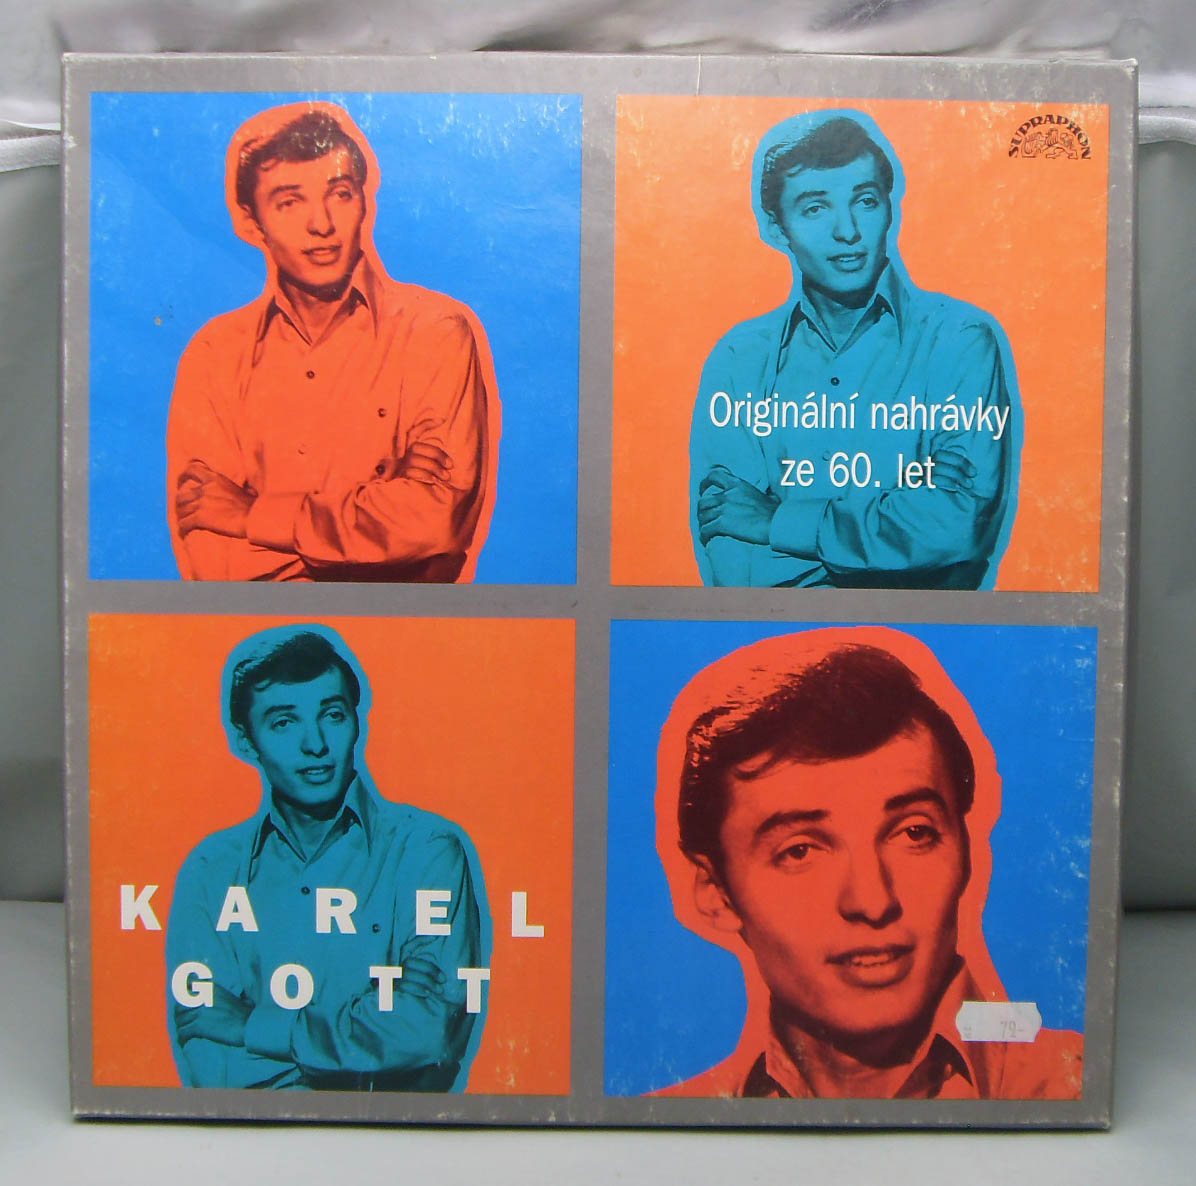 SUPRAPHON
Originální nahrávky
ze 60. let
KAREL
GOTT
79-